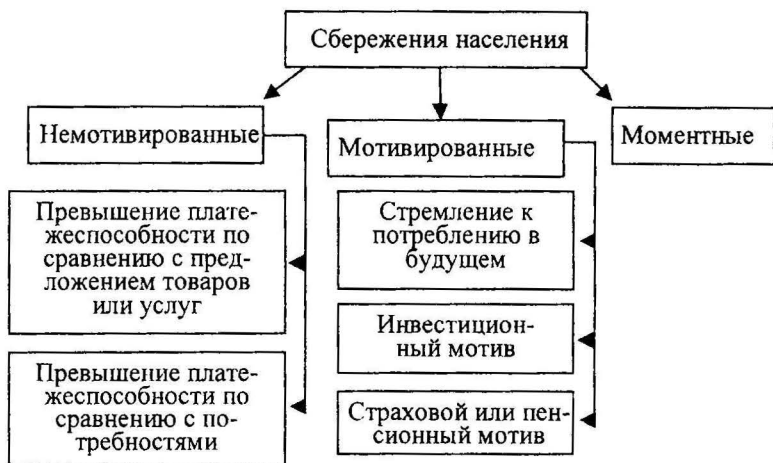 Сбережения населения
Немотивированные
Мотивированные
Моментные
Превышение плате-
жеспособности по
сравнению с пред-
ложением товаров
или услуг
Превышение плате-
жеспособности по
сравнению с по-
требностями
Стремление к
потреблению в
будущем
Инвестицион-
ный мотив
Страховой или пен-
сионный мотив